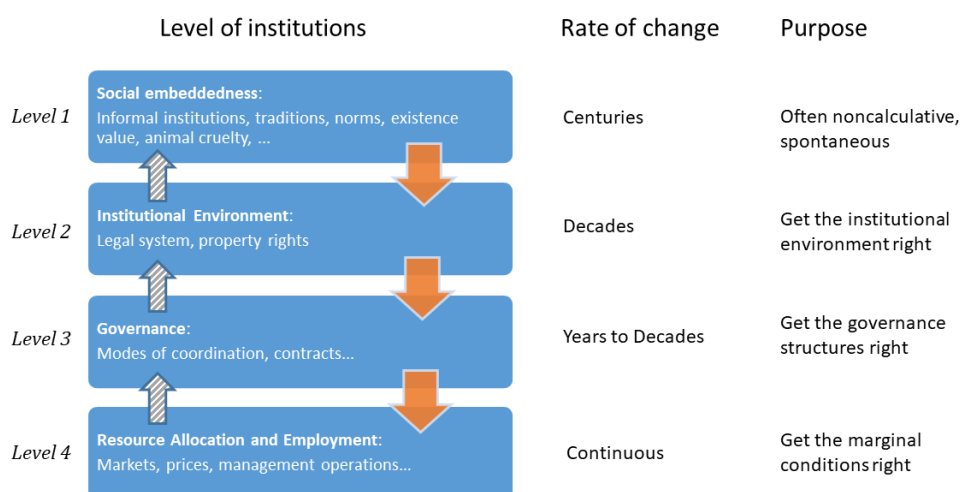 Level of institutions
Rate of change
Purpose
Level 1
Social embeddedness:
Informal institutions, traditions, norms, existence
value, animal cruelty, ...
Centuries
Often noncalculative,
spontaneous
Level 2
Institutional Environment:
Legal system, property rights
Decades
Get the institutional
environment right
Level 3
Governance:
Modes of coordination, contracts...
Years to Decades
Get the governance
structures right
Level 4
Resource Allocation and Employment:
Markets, prices, management operations...
Continuous
Get the marginal
conditions right